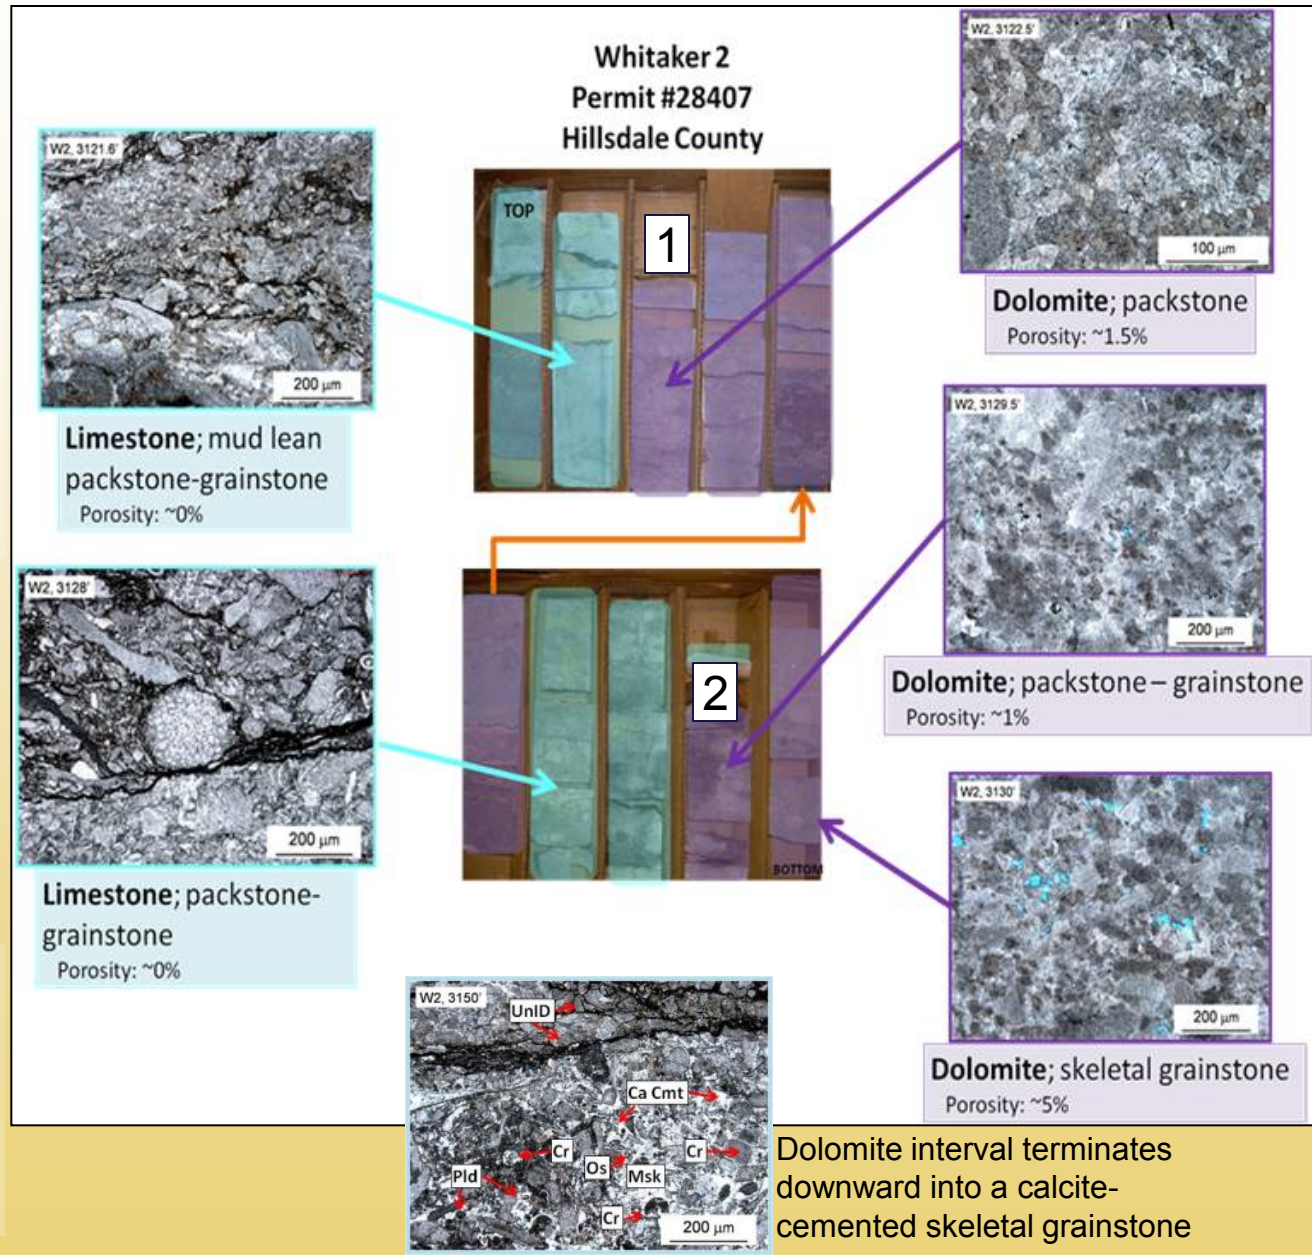 Whitaker 2
Permit #28407
Hillsdale County
W2, 3121.6'
200 µm
Limestone; mud lean
packstone-grainstone
Porosity: ~0%
TOP
1
W2, 3122.5'
100 µm
Dolomite; packstone
Porosity: ~1.5%
W2, 3128'
200 µm
Limestone; packstone-
grainstone
Porosity: ~0%
2
BOTTOM
W2, 3129.5'
200 µm
Dolomite; packstone – grainstone
Porosity: ~1%
W2, 3130'
200 µm
Dolomite; skeletal grainstone
Porosity: ~5%
W2, 3150'
UnID
Ca Cmt
Cr
Os
Cr
Pld
Msk
Cr
200 µm
Dolomite interval terminates
downward into a calcite-
cemented skeletal grainstone